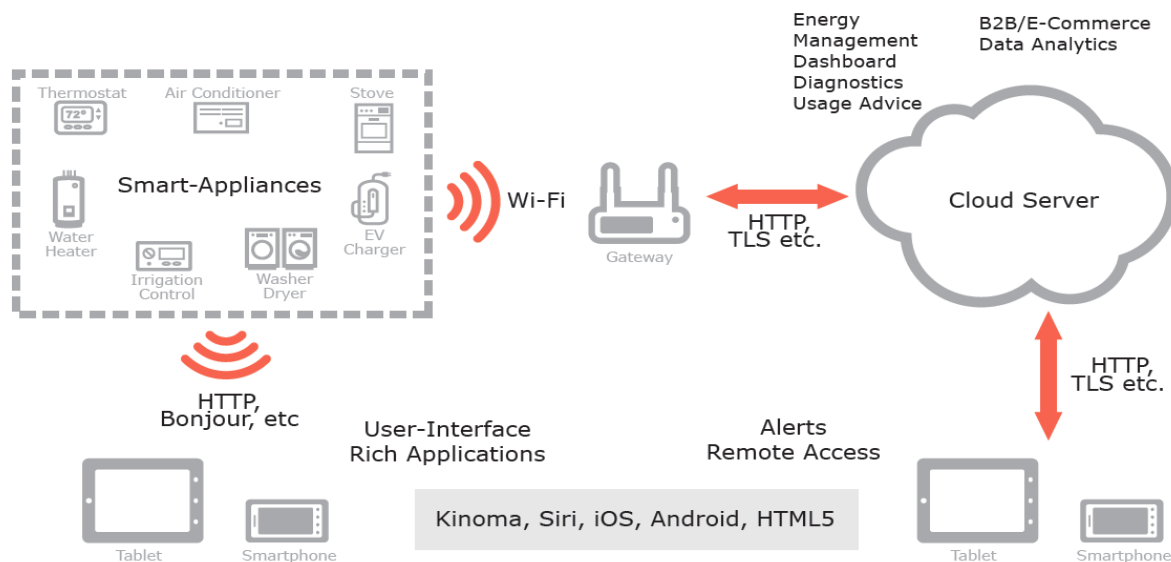 Energy
Management
Dashboard
Diagnostics
Usage Advice
B2B/E-Commerce
Data Analytics
Thermostat
Air Conditioner
Stove
72°
Smart-Appliances
Water
Heater
EV
Charger
Irrigation
Control
Washer
Dryer
Wi-Fi
Gateway
HTTP,
TLS etc.
Cloud Server
HTTP,
Bonjour, etc
HTTP,
TLS etc.
User-Interface
Rich Applications
Alerts
Remote Access
Kinoma, Siri, iOS, Android, HTML5
Tablet
Smartphone
Tablet
Smartphone